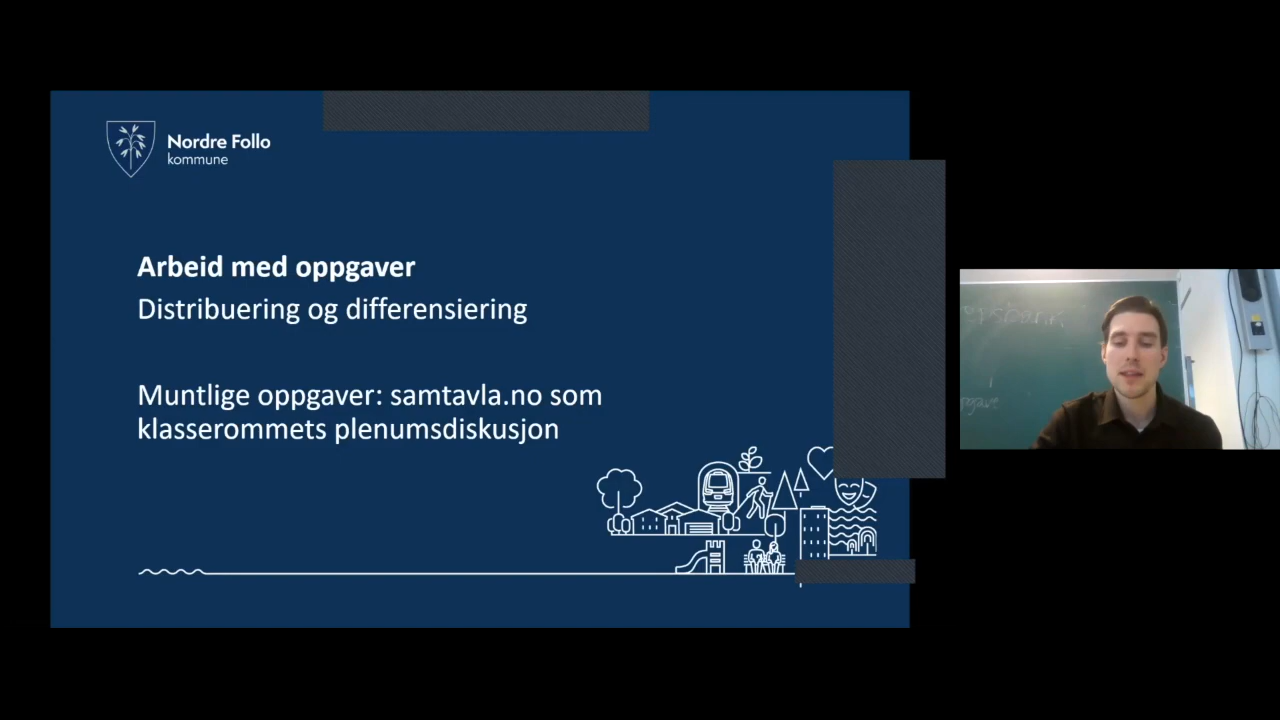 Nordre Follo
kommune
Arbeid med oppgaver
Distribuering og differensiering
Muntlige oppgaver: samtavla.no som
klasserommets plenumsdiskusjon